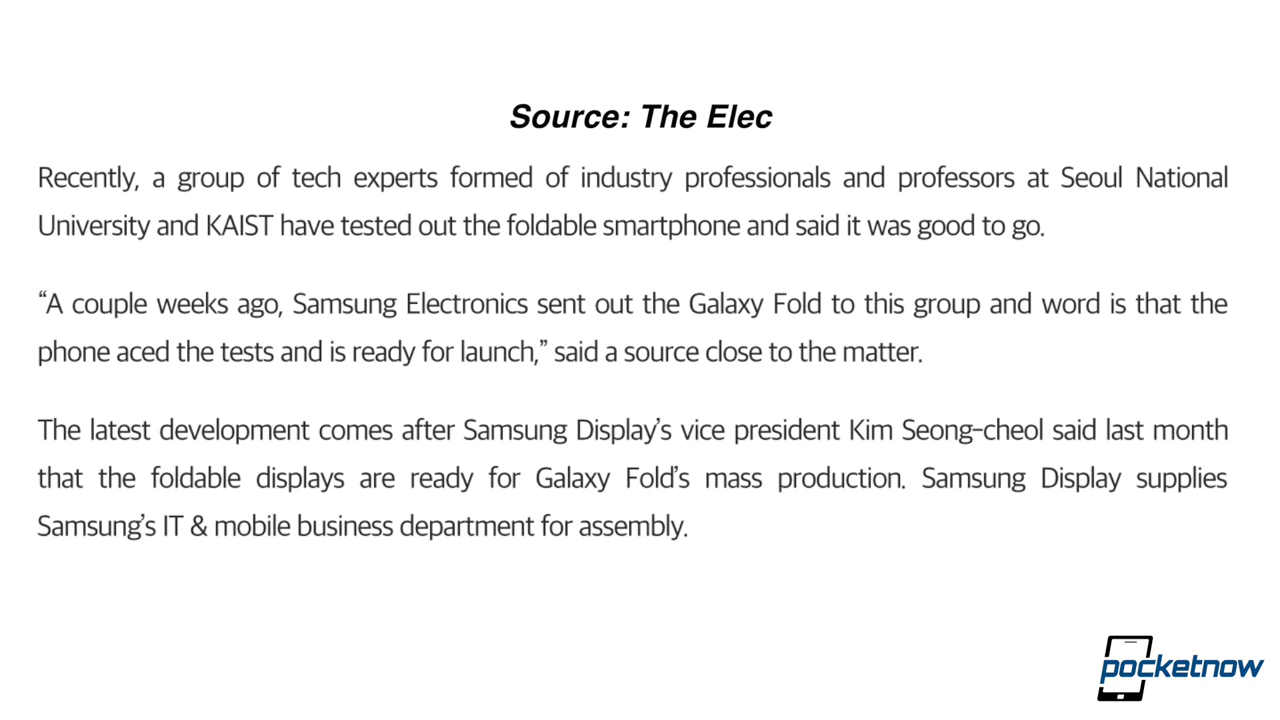 Source: The Elec
Recently, a group of tech experts formed of industry professionals and professors at Seoul National
University and KAIST have tested out the foldable smartphone and said it was good to go.
“A couple weeks ago, Samsung Electronics sent out the Galaxy Fold to this group and word is that the
phone aced the tests and is ready for launch,” said a source close to the matter.
The latest development comes after Samsung Display’s vice president Kim Seong-cheol said last month
that the foldable displays are ready for Galaxy Fold’s mass production. Samsung Display supplies
Samsung’s IT & mobile business department for assembly.
pocketnow